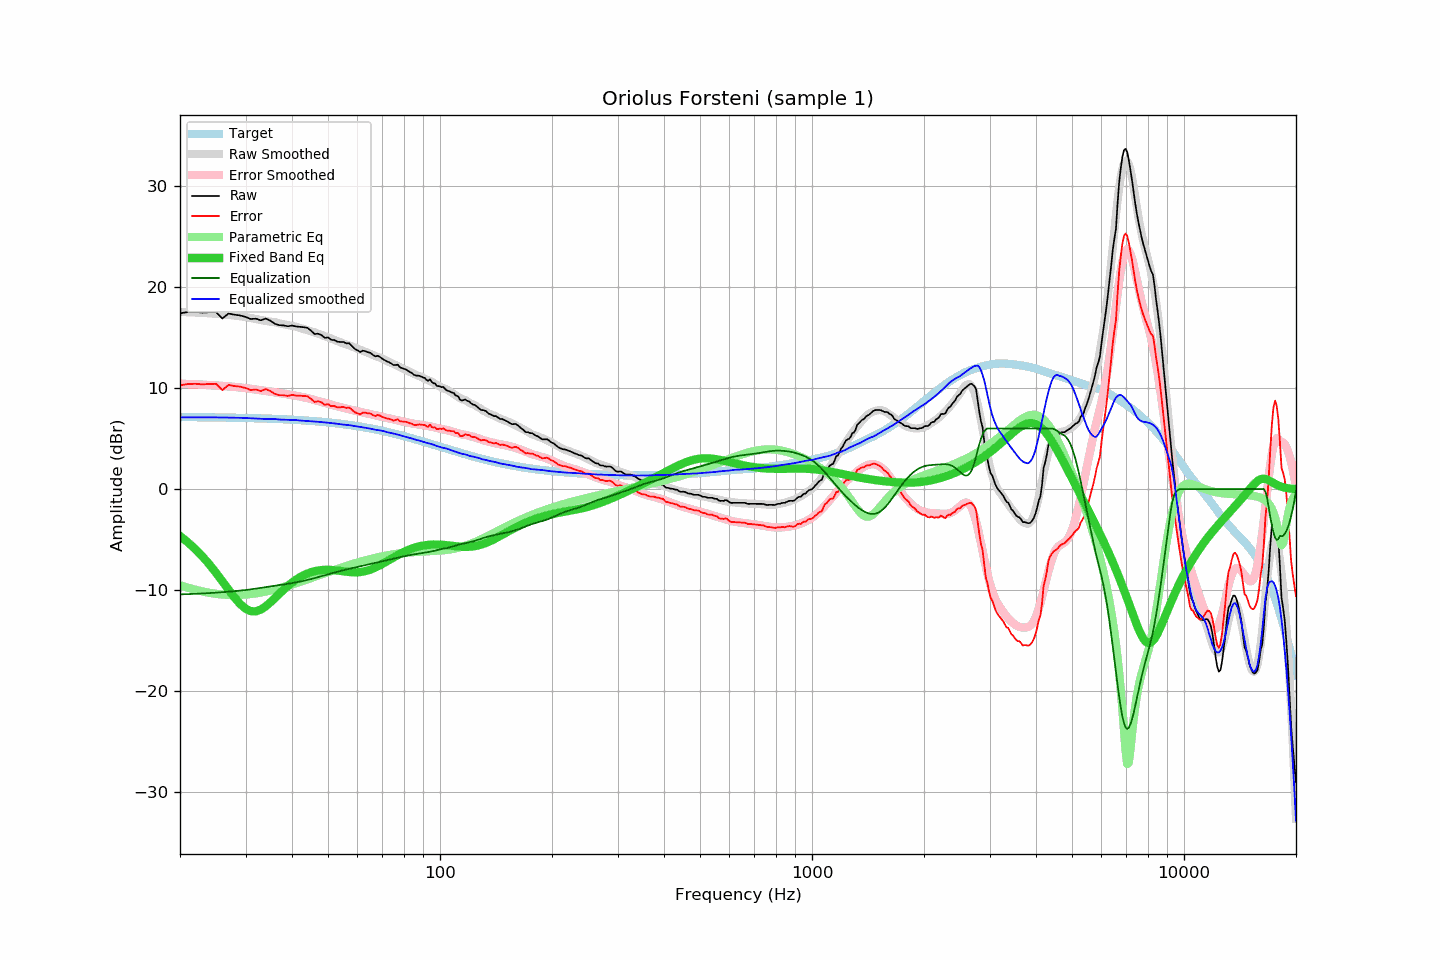 Oriolus Forsteni (sample 1)
Target
Raw Smoothed
Error Smoothed
Raw
Error
Parametric Eq
Fixed Band Eq
Equalization
Equalized smoothed
30
20
10
0
−10
−20
−30
Amplitude (dBr)
100
1000
10000
Frequency (Hz)